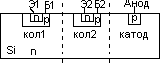 Э1 Б1 Э2 Б2 Анод
р р р
кол1 кол2 катод
Si n